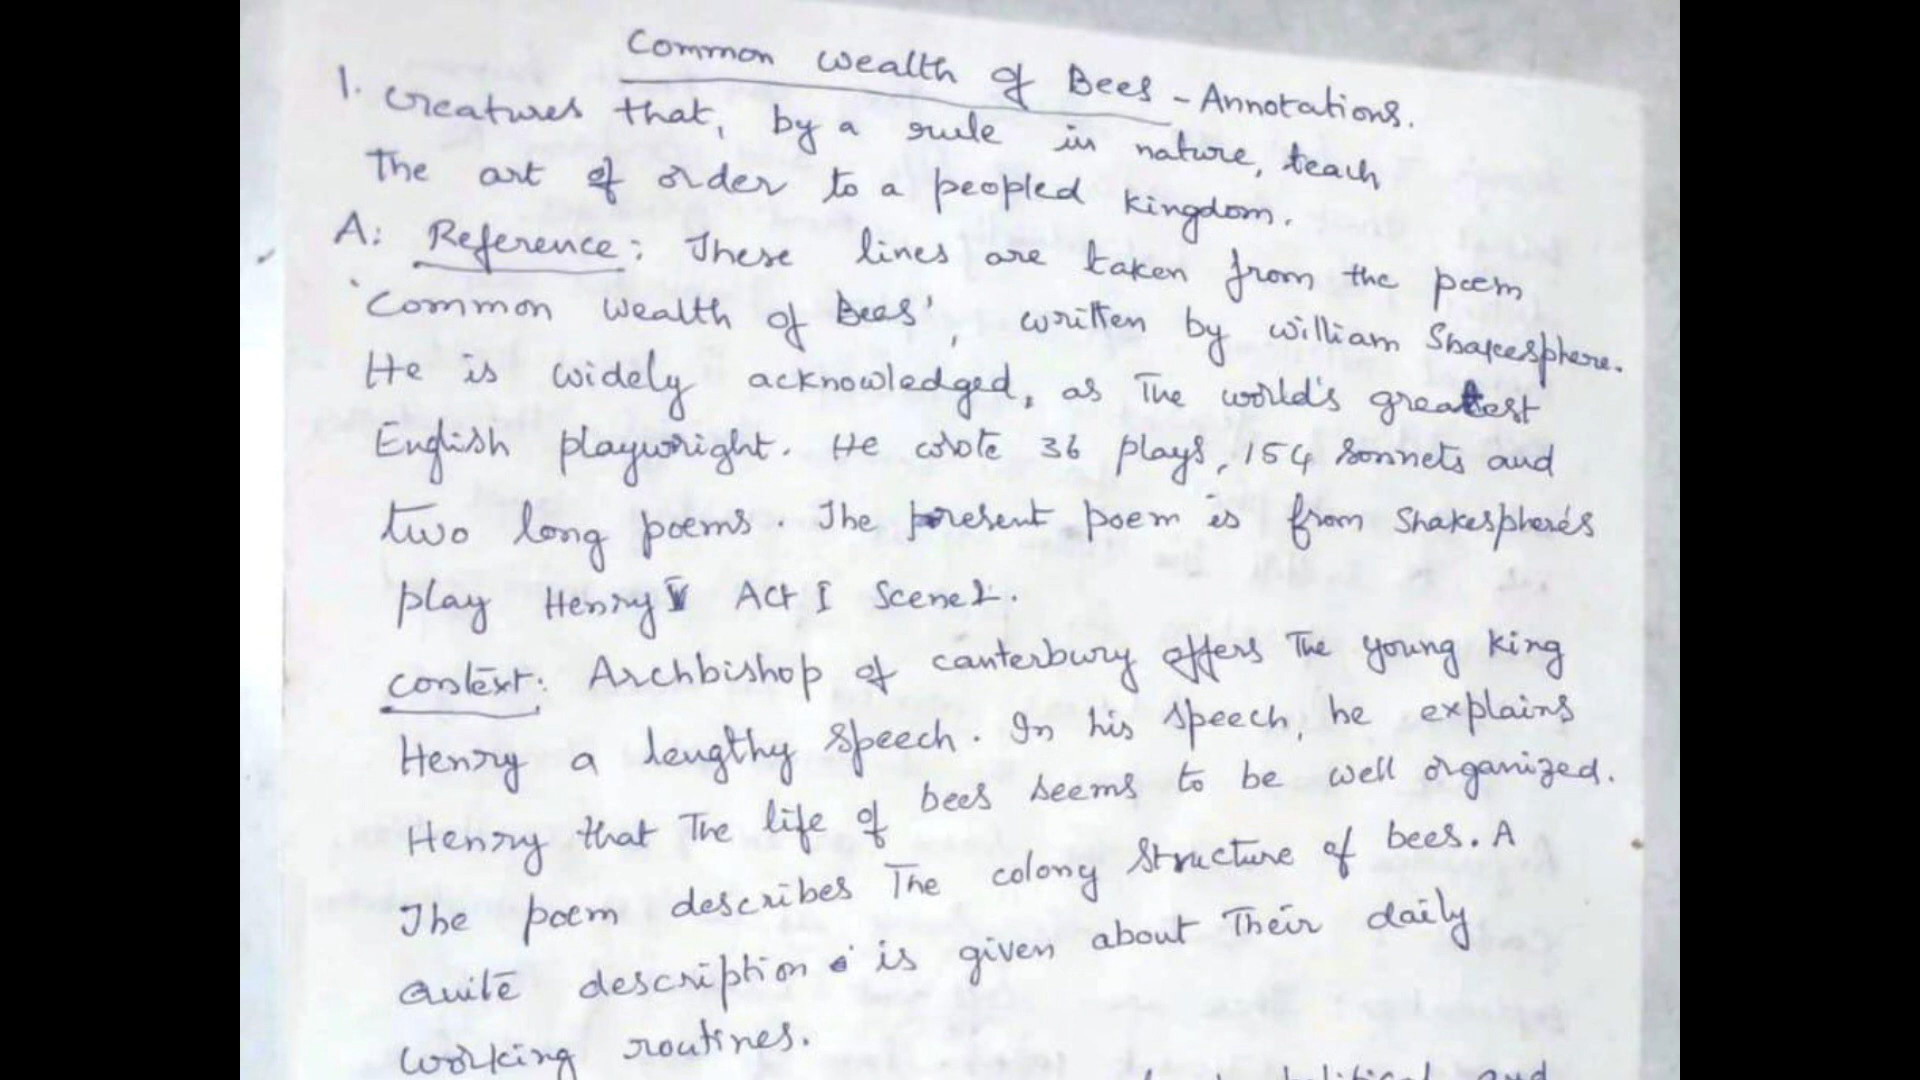 Common wealth of Bees - Annotations.
1. creatures that, by a rule in nature, teach
The art of order to a peopled kingdom.
A: Reference: These lines are taken from the poem
'Common Wealth of Bees', written by william Shakesphere.
He is widely acknowledged, as The world's greatest
English playwright. He wrote 36 plays, 154 sonnets and
two long poems. The present poem is from Shakesphere's
play Henry V Act I Scene 2.
context: Archbishop of canterbury offers The young king
Henry a lengthy speech. In his speech, he explains
Henry that The life of bees seems to be well organized.
The poem describes The colony structure of bees. A
quite description is given about Their daily
working routines.
political and